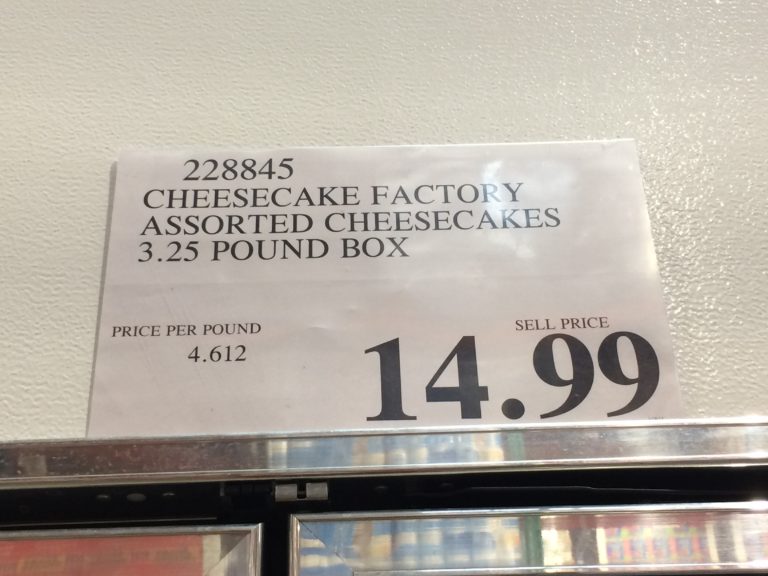 228845
CHEESECAKE FACTORY
ASSORTED CHEESECAKES
3.25 POUND BOX
PRICE PER POUND
4.612
SELL PRICE
14.99